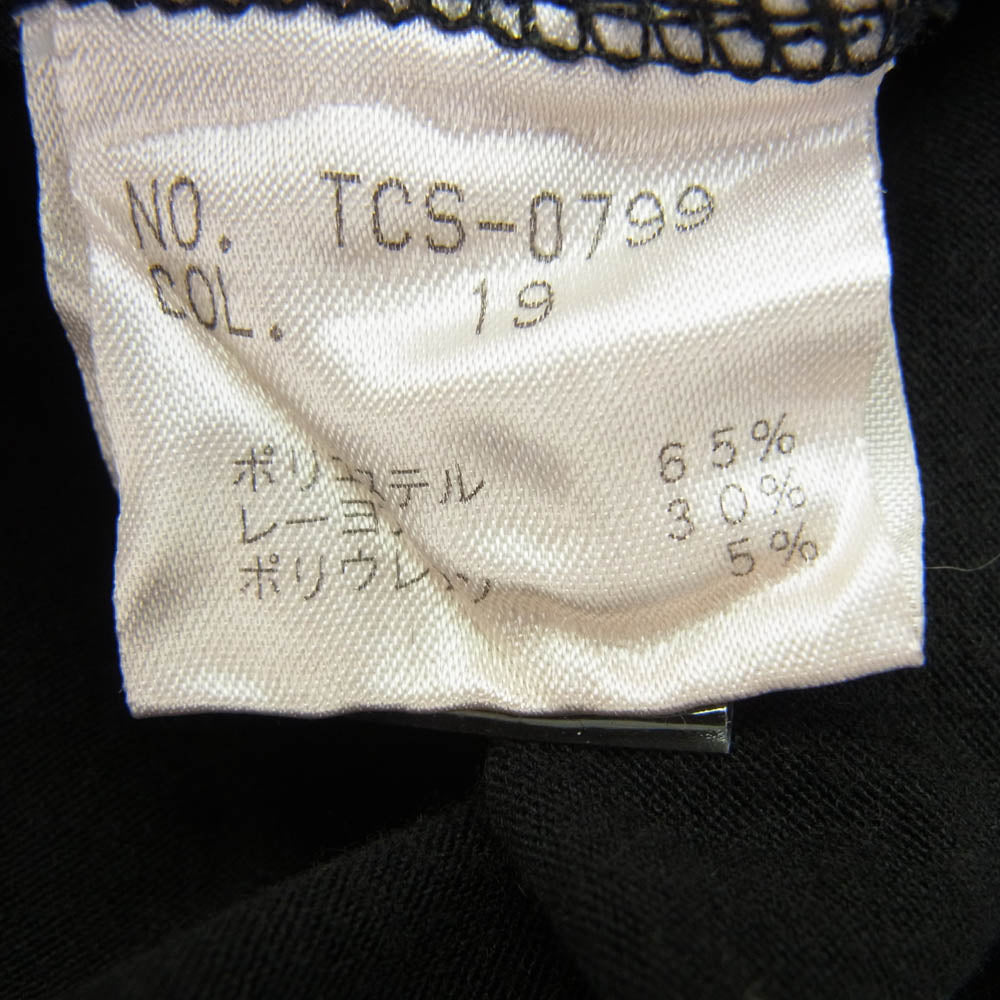 NO. TCS-0799
COL. 19
ポリエステル 65%
レーヨン 30%
ポリウレタン 5%